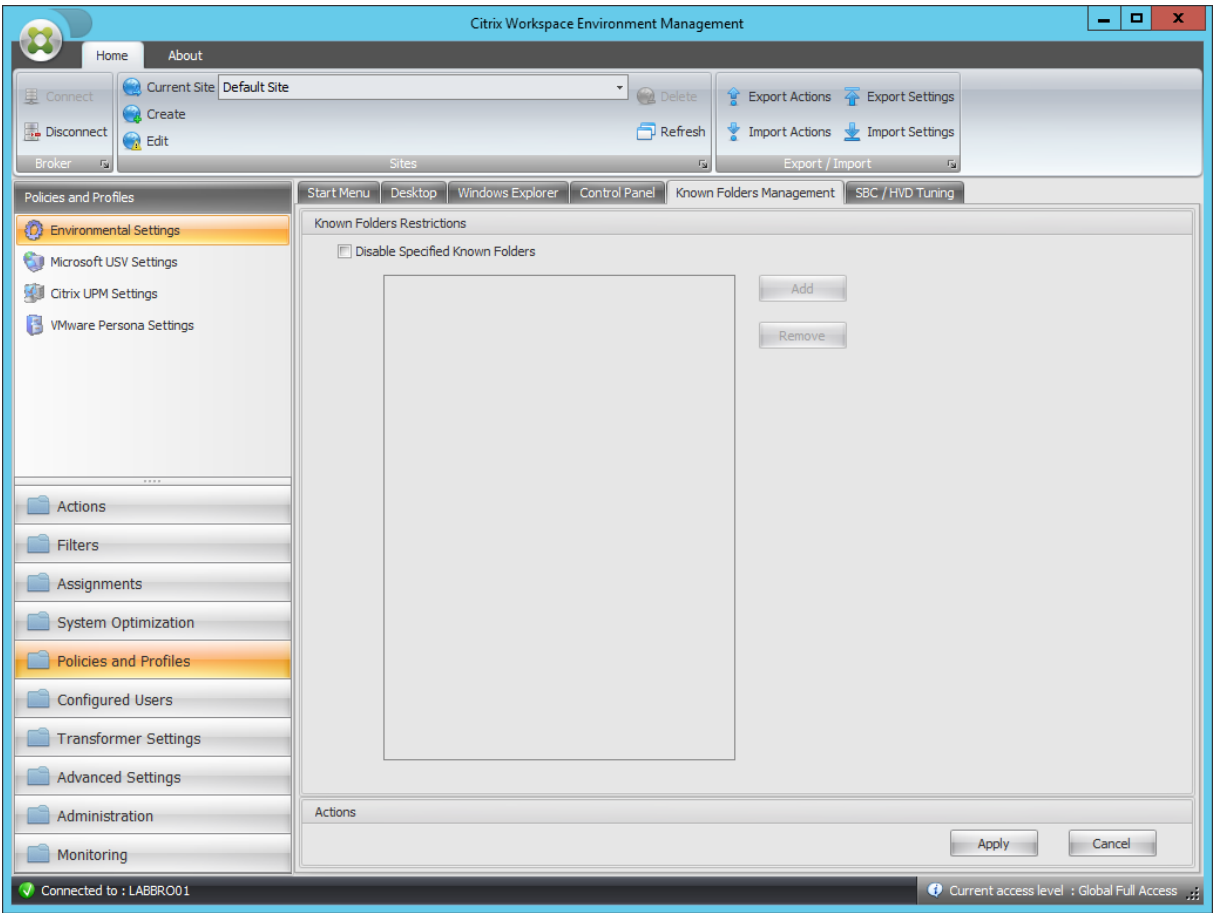 Citrix Workspace Environment Management
Home About
Connect
Current Site Default Site
Delete
Export Actions Export Settings
Create
Disconnect
Edit
Refresh
Import Actions Import Settings
Broker
Sites
Export / Import
Policies and Profiles
Start Menu Desktop Windows Explorer Control Panel Known Folders Management SBC / HVD Tuning
Environmental Settings
Microsoft USV Settings
Citrix UPM Settings
VMware Persona Settings
Known Folders Restrictions
Disable Specified Known Folders
Add
Remove
Actions
Filters
Assignments
System Optimization
Policies and Profiles
Configured Users
Transformer Settings
Advanced Settings
Administration
Monitoring
Actions
Apply Cancel
Connected to : LABBRO01
Current access level : Global Full Access